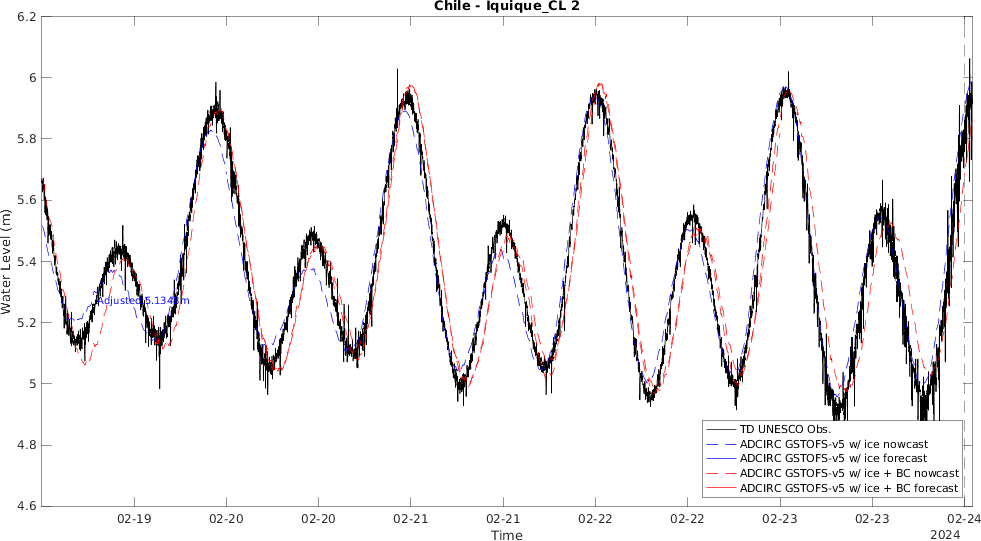 Chile - Iquique_CL 2
6.2
6
5.8
5.6
5.4
5.2
5
4.8
4.6
Water Level (m)
Adjusted 5.1343m
TD UNESCO Obs.
ADCIRC GSTOFS-v5 w/ ice nowcast
ADCIRC GSTOFS-v5 w/ ice forecast
ADCIRC GSTOFS-v5 w/ ice + BC nowcast
ADCIRC GSTOFS-v5 w/ ice + BC forecast
02-19 02-20 02-20 02-21 02-21 02-22 02-22 02-23 02-23 02-24
2024
Time